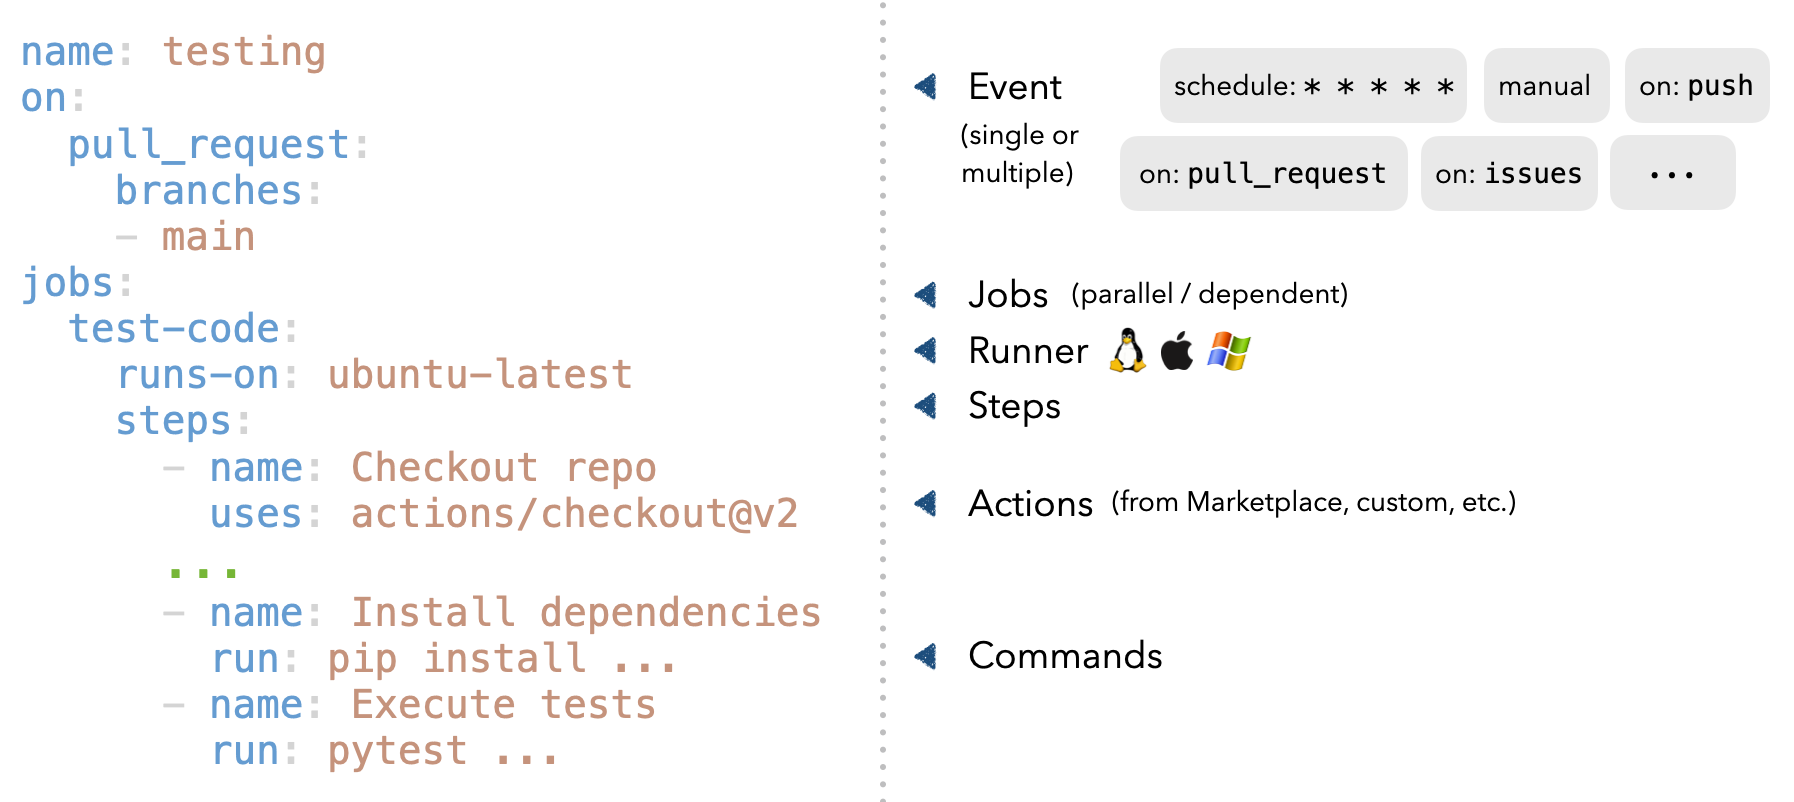 name: testing
on:
  pull_request:
    branches:
    - main
jobs:
  test-code:
    runs-on: ubuntu-latest
    steps:
      - name: Checkout repo
        uses: actions/checkout@v2
      ...
      - name: Install dependencies
        run: pip install ...
      - name: Execute tests
        run: pytest ...
Event
(single or
multiple)
schedule: * * * * *
manual
on: push
on: pull_request
on: issues
...
Jobs (parallel / dependent)
Runner
Steps
Actions (from Marketplace, custom, etc.)
Commands